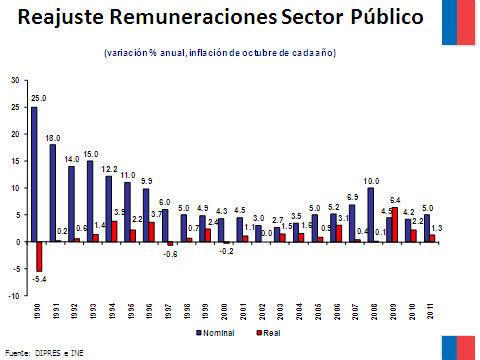 Reajuste Remuneraciones Sector Público
(variación % anual, inflación de octubre de cada año)
30
25
20
15
10
5
0
-5
-10
25.0 18.0 14.0 15.0 12.2 11.0 9.9 6.0 5.0 4.9 4.3 4.5 3.0 2.7 3.5 5.0 5.2 6.9 10.0 4.5 4.2 5.0
-5.4 0.2 0.6 1.4 3.9 2.2 3.7 -0.6 0.7 2.4 -0.2 1.1 0.0 1.5 1.6 0.9 3.1 0.4 0.1 6.4 2.2 1.3
1990 1991 1992 1993 1994 1995 1996 1997 1998 1999 2000 2001 2002 2003 2004 2005 2006 2007 2008 2009 2010 2011
Nominal Real
Fuente: DIPRES e INE